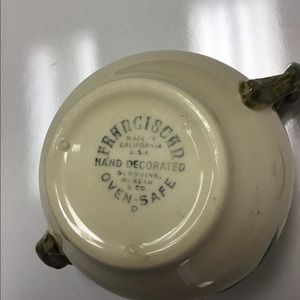 FRANCISCAN
MADE IN
CALIFORNIA
U.S.A.
HAND DECORATED
GLADDING,
McBEAN
& CO.
OVEN-SAFE